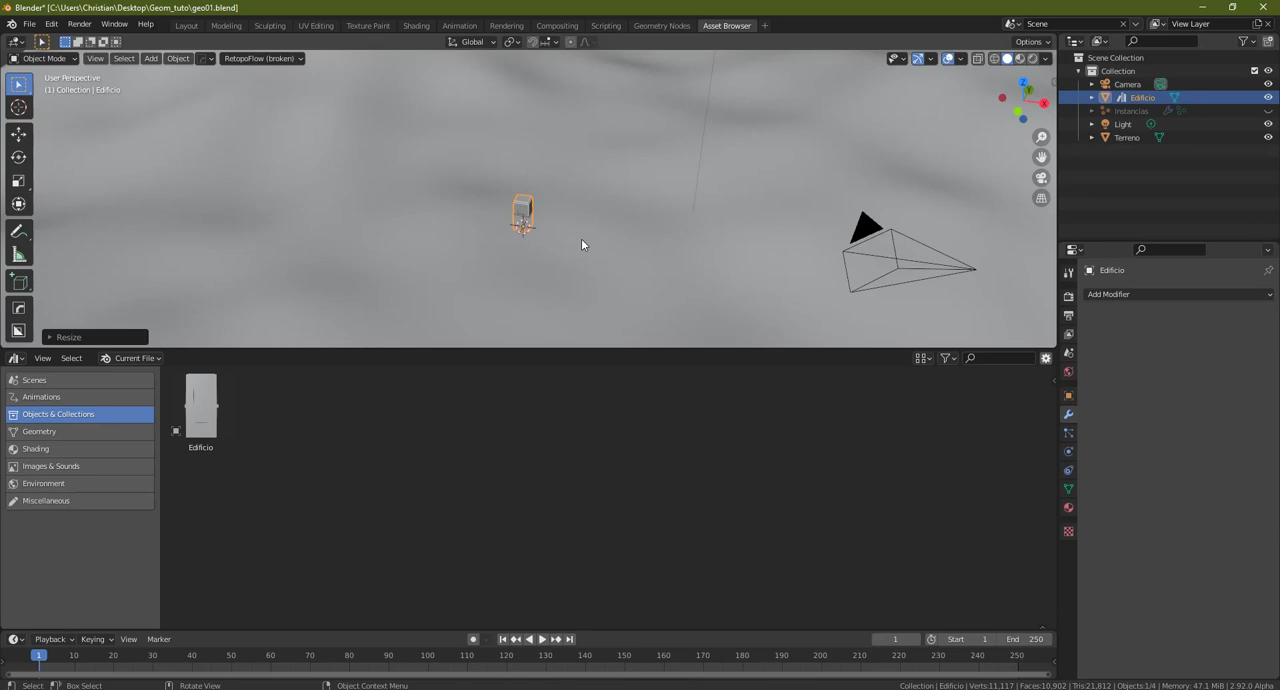 Blender* [C:\Users\Christian\Desktop\Geom_tuto\geo01.blend]
File Edit Render Window Help Layout Modeling Sculpting UV Editing Texture Paint Shading Animation Rendering Compositing Scripting Geometry Nodes Asset Browser + Scene View Layer
Global Options
Object Mode View Select Add Object RetopoFlow (broken)
User Perspective
(1) Collection | Edificio
Z
Y
X
Resize
Scene Collection
Collection
Camera
Edificio
Instancias
Light
Terreno
Edificio
Add Modifier
View Select Current File
Scenes
Animations
Objects & Collections
Geometry
Shading
Images & Sounds
Environment
Miscellaneous
Edificio
Playback Keying View Marker 1 Start 1 End 250
1 10 20 30 40 50 60 70 80 90 100 110 120 130 140 150 160 170 180 190 200 210 220 230 240 250
Select Box Select Rotate View Object Context Menu Collection | Edificio | Verts:11,117 | Faces:10,902 | Tris:21,812 | Objects:1/4 | Memory: 47.1 MiB | 2.92.0 Alpha